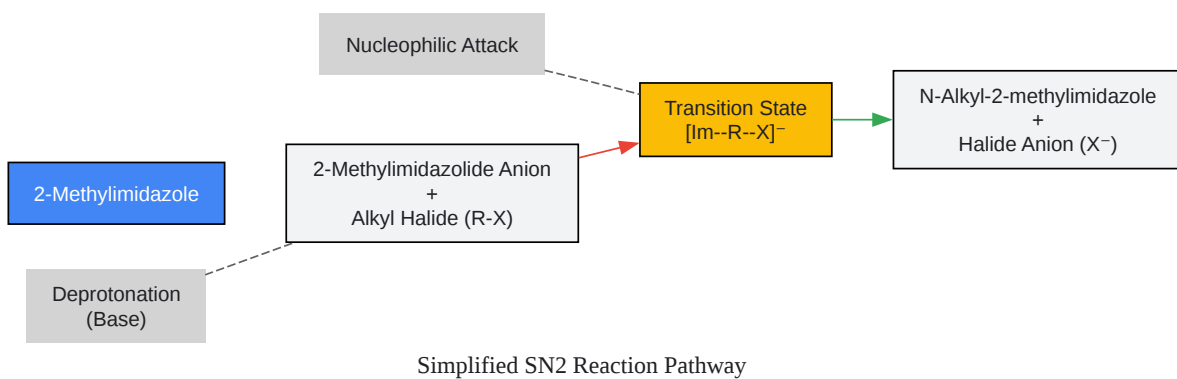 Nucleophilic Attack
Transition State
[Im--R--X]⁻
N-Alkyl-2-methylimidazole
+
Halide Anion (X⁻)
2-Methylimidazole
2-Methylimidazolide Anion
+
Alkyl Halide (R-X)
Deprotonation
(Base)
Simplified SN2 Reaction Pathway